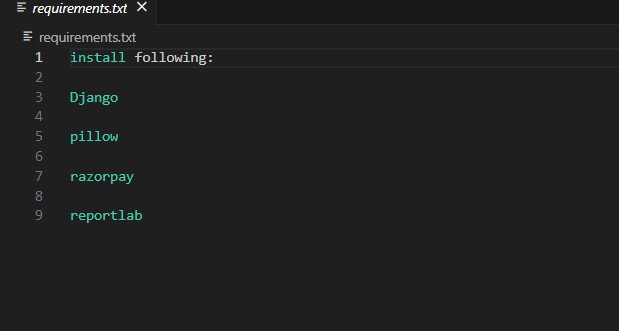 requirements.txt
requirements.txt
1 install following:
2
3 Django
4
5 pillow
6
7 razorpay
8
9 reportlab